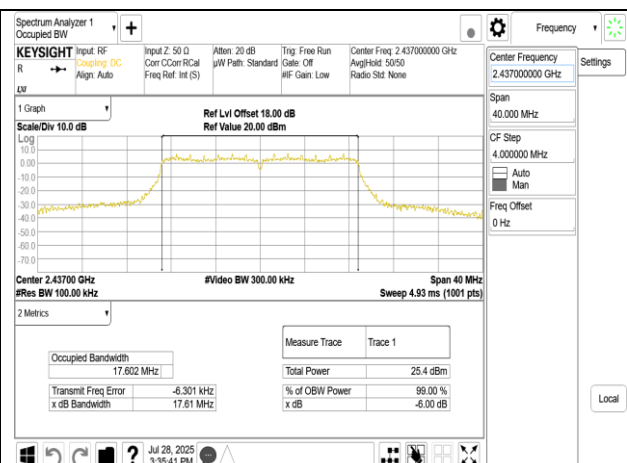 Spectrum Analyzer 1
Occupied BW
Frequency
KEYSIGHT
R
LXI
Input: RF
Coupling: DC
Align: Auto
Input Z: 50 Ω
Corr CCorr RCal
Freq Ref: Int (S)
Atten: 20 dB
µW Path: Standard
Trig: Free Run
Gate: Off
#IF Gain: Low
Center Freq: 2.437000000 GHz
Avg|Hold: 50/50
Radio Std: None
Center Frequency
2.437000000 GHz
Settings
Span
40.000 MHz
CF Step
4.000000 MHz
Auto
Man
Freq Offset
0 Hz
Local
1 Graph
Scale/Div 10.0 dB
Ref Lvl Offset 18.00 dB
Ref Value 20.00 dBm
Log
10.0
0.00
-10.0
-20.0
-30.0
-40.0
-50.0
-60.0
-70.0
Center 2.43700 GHz
#Video BW 300.00 kHz
Span 40 MHz
#Res BW 100.00 kHz
Sweep 4.93 ms (1001 pts)
2 Metrics
Measure Trace Trace 1
Occupied Bandwidth
17.602 MHz
Total Power 25.4 dBm
Transmit Freq Error -6.301 kHz
% of OBW Power 99.00 %
x dB Bandwidth 17.61 MHz
x dB -6.00 dB
?
Jul 28, 2025
3:35:41 PM